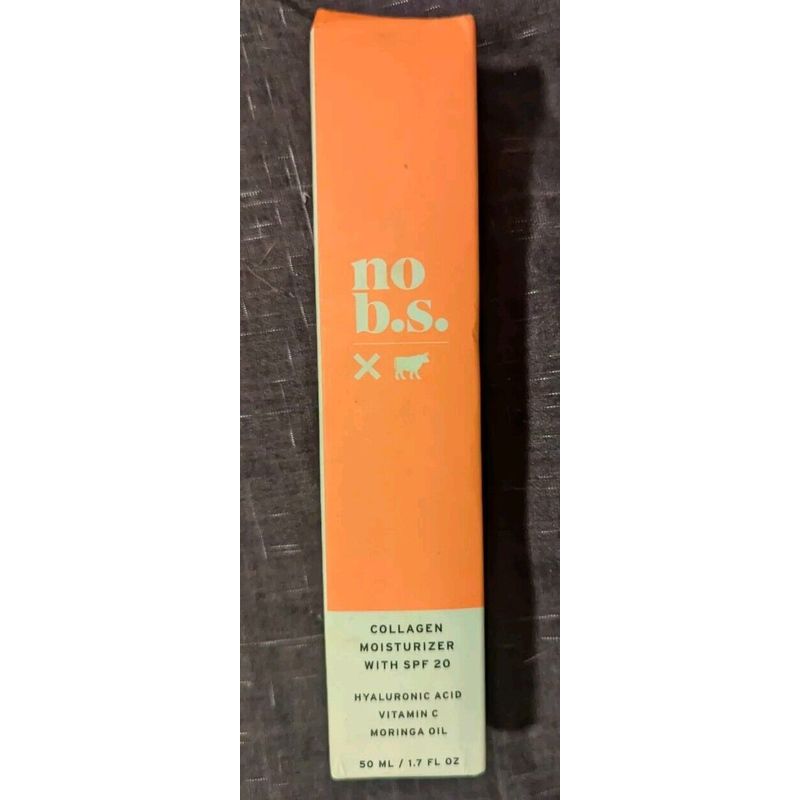 no
b.s.
COLLAGEN
MOISTURIZER
WITH SPF 20
HYALURONIC ACID
VITAMIN C
MORINGA OIL
50 ML / 1.7 FL OZ